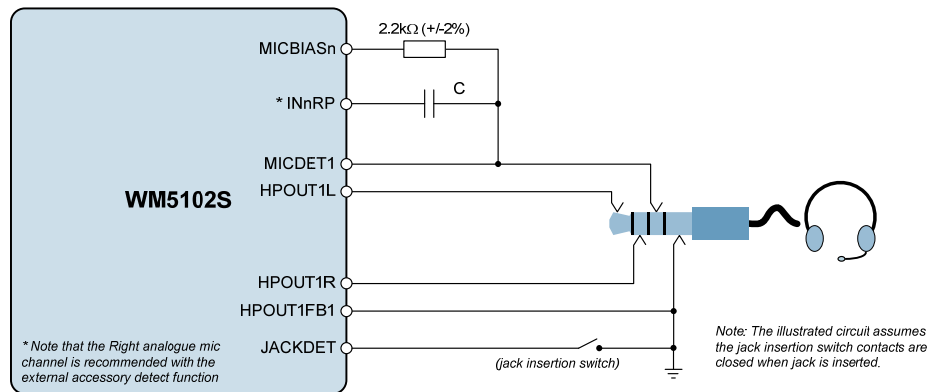 2.2kΩ (+/-2%)
MICBIASn
C
* INnRP
MICDET1
HPOUT1L
WM5102S
HPOUT1R
HPOUT1FB1
JACKDET
(jack insertion switch)
* Note that the Right analogue mic
channel is recommended with the
external accessory detect function
Note: The illustrated circuit assumes
the jack insertion switch contacts are
closed when jack is inserted.